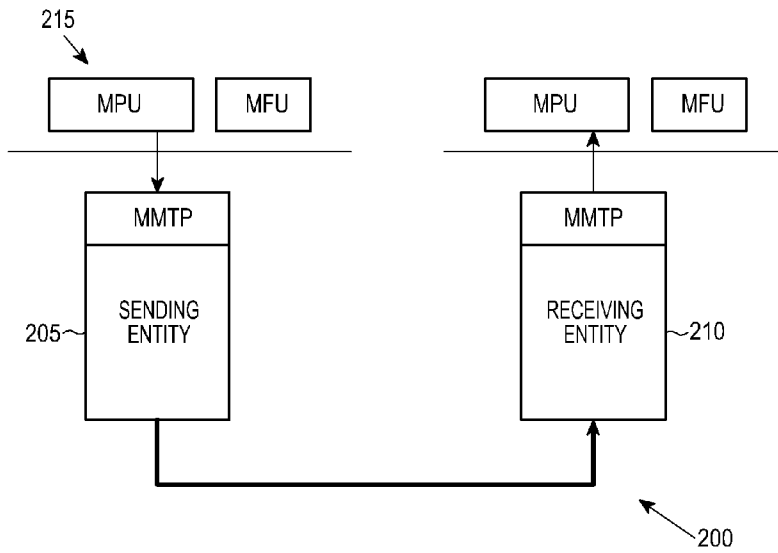 215
MPU
MFU
MPU
MFU
MMTP
MMTP
SENDING
ENTITY
RECEIVING
ENTITY
205
210
200